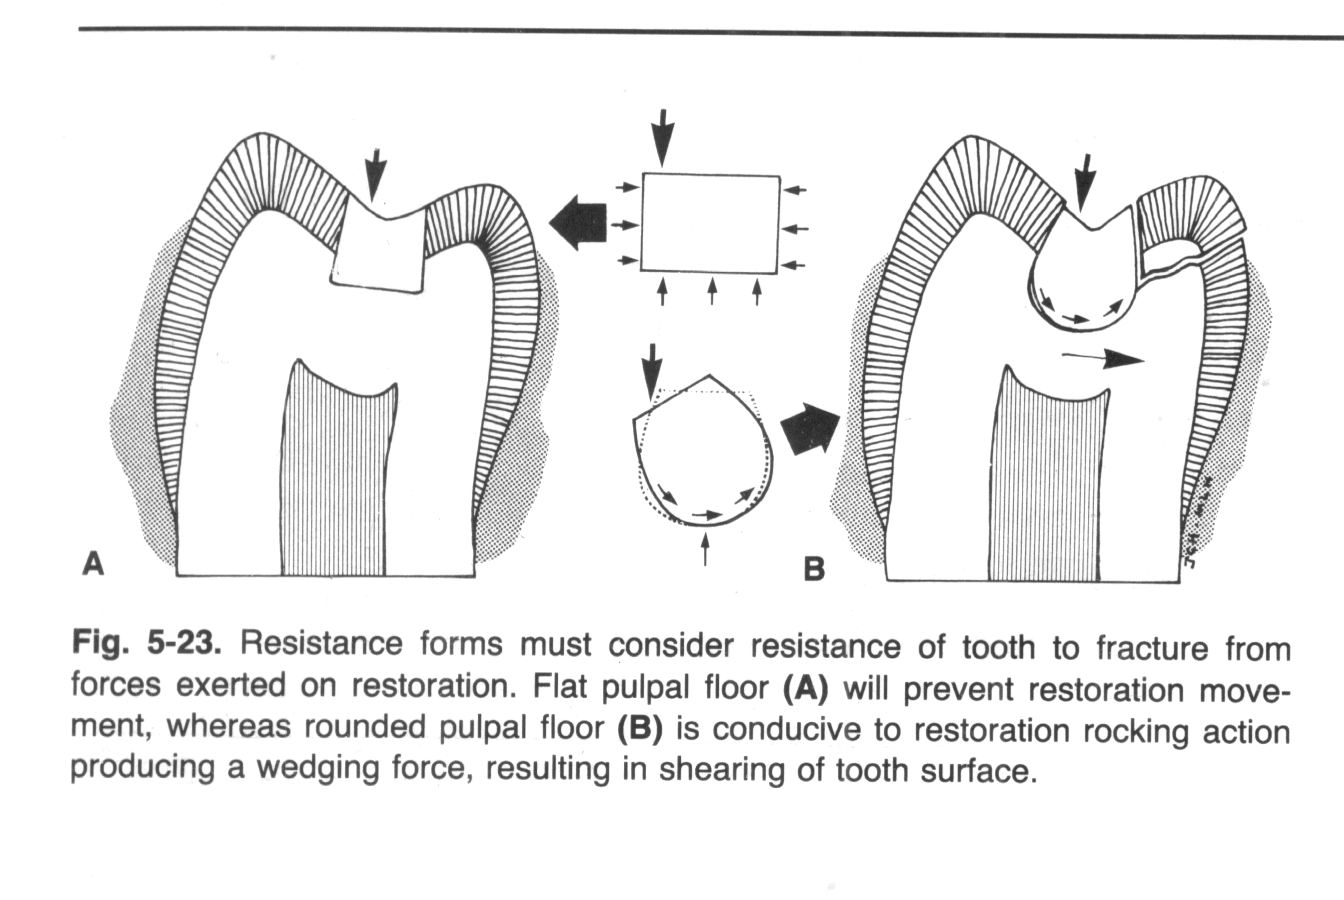 A
B
Fig. 5-23. Resistance forms must consider resistance of tooth to fracture from
forces exerted on restoration. Flat pulpal floor (A) will prevent restoration move-
ment, whereas rounded pulpal floor (B) is conducive to restoration rocking action
producing a wedging force, resulting in shearing of tooth surface.